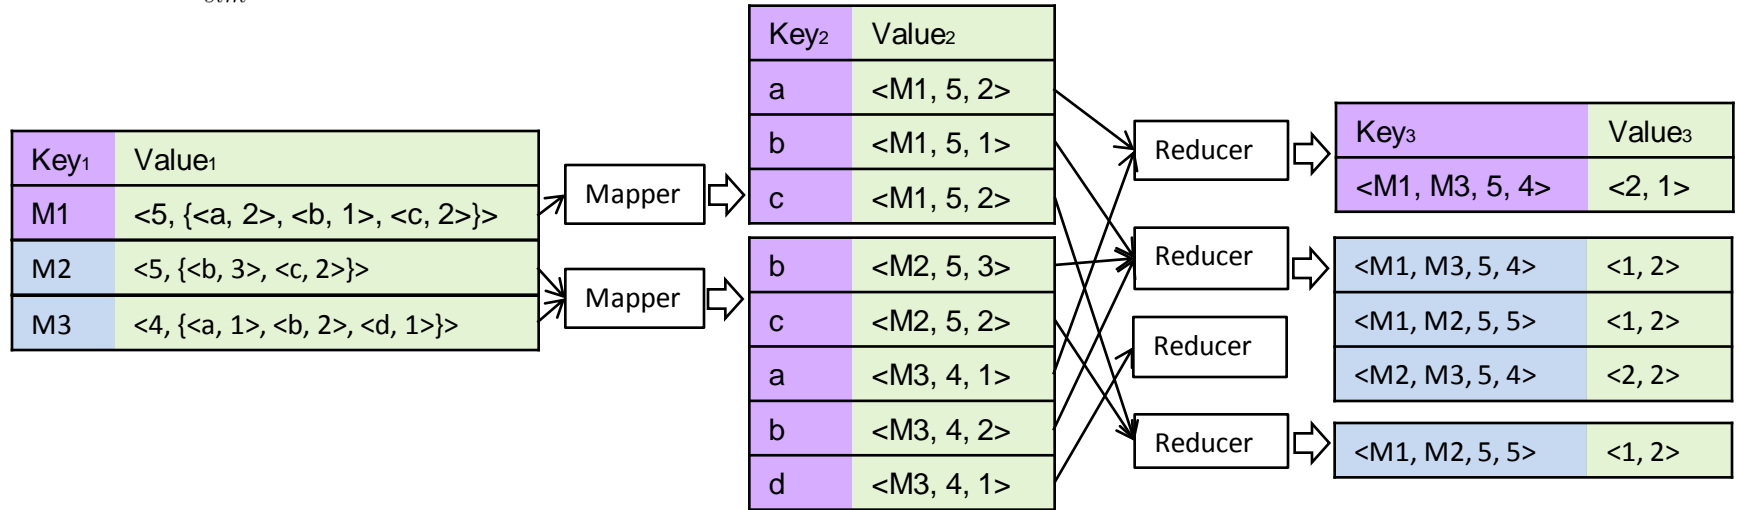 Key1 Value1
M1 <5, {<a, 2>, <b, 1>, <c, 2>}>
M2 <5, {<b, 3>, <c, 2>}>
M3 <4, {<a, 1>, <b, 2>, <d, 1>}>
Mapper
Mapper
Key2 Value2
a <M1, 5, 2>
b <M1, 5, 1>
c <M1, 5, 2>
b <M2, 5, 3>
c <M2, 5, 2>
a <M3, 4, 1>
b <M3, 4, 2>
d <M3, 4, 1>
Reducer
Reducer
Reducer
Reducer
Key3 Value3
<M1, M3, 5, 4> <2, 1>
<M1, M3, 5, 4> <1, 2>
<M1, M2, 5, 5> <1, 2>
<M2, M3, 5, 4> <2, 2>
<M1, M2, 5, 5> <1, 2>